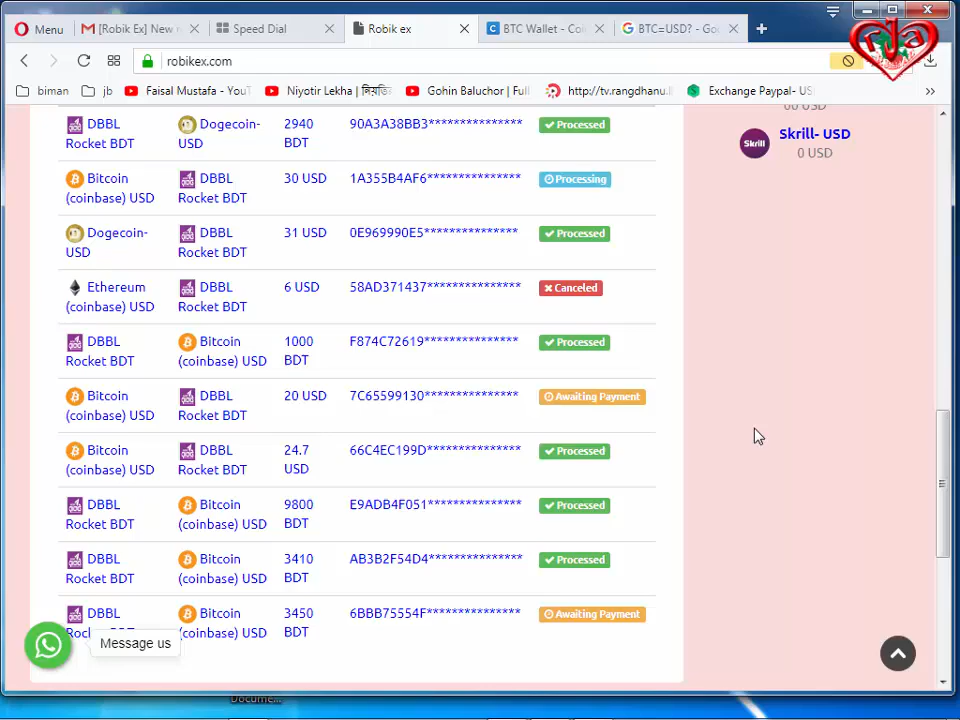 Menu
[Robik Ex] New r
Speed Dial
Robik ex
BTC Wallet - Coi
BTC=USD? - Goo
robikex.com
rja
biman
jb
Faisal Mustafa - YouT
Niyotir Lekha |
Gohin Baluchor | Full
http://tv.rangdhanu.l
Exchange Paypal- US
DBBL Dogecoin- 2940 90A3A38BB3*************** Processed
Rocket BDT USD BDT
Bitcoin DBBL 30 USD 1A355B4AF6*************** Processing
(coinbase) USD Rocket BDT
Dogecoin- DBBL 31 USD 0E969990E5*************** Processed
USD Rocket BDT
Ethereum DBBL 6 USD 58AD371437*************** Canceled
(coinbase) USD Rocket BDT
DBBL Bitcoin 1000 F874C72619*************** Processed
Rocket BDT (coinbase) USD BDT
Bitcoin DBBL 20 USD 7C65599130*************** Awaiting Payment
(coinbase) USD Rocket BDT
Bitcoin DBBL 24.7 66C4EC199D*************** Processed
(coinbase) USD Rocket BDT USD
DBBL Bitcoin 9800 E9ADB4F051*************** Processed
Rocket BDT (coinbase) USD BDT
DBBL Bitcoin 3410 AB3B2F54D4*************** Processed
Rocket BDT (coinbase) USD BDT
DBBL Bitcoin 3450 6BBB75554F*************** Awaiting Payment
(coinbase) USD BDT
Message us
USD
Skrill
Skrill- USD
0 USD
Docume...